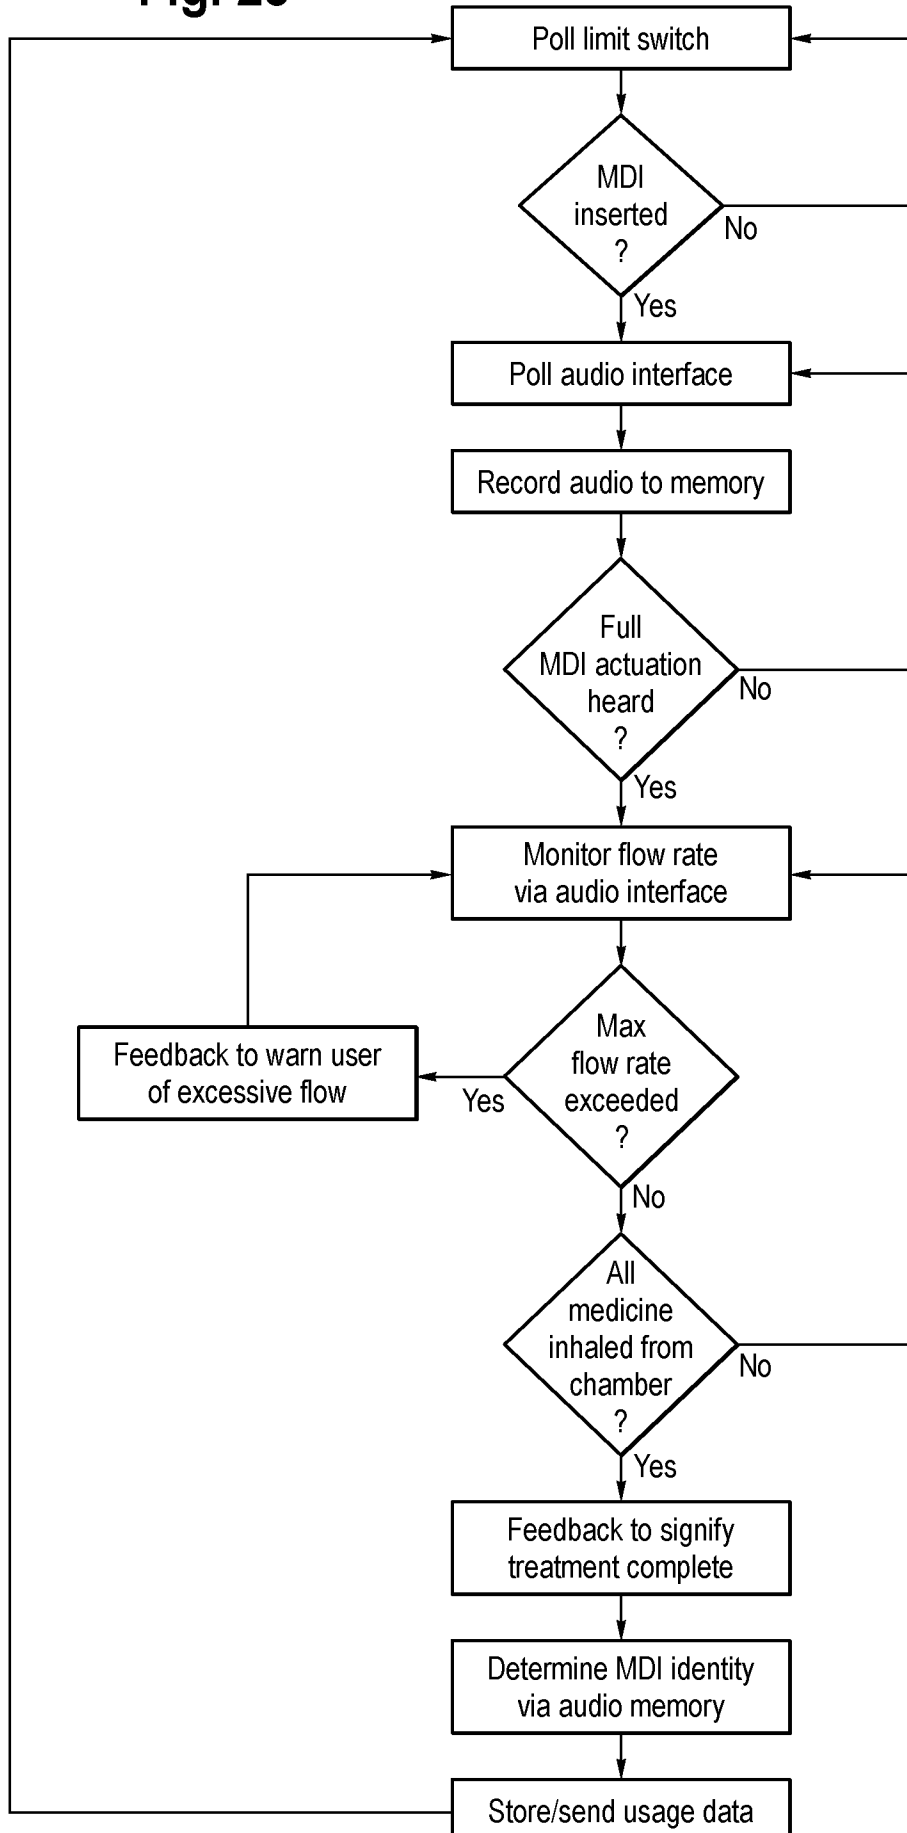 Poll limit switch
MDI
inserted
?
No
Yes
Poll audio interface
Record audio to memory
Full
MDI actuation
heard
?
No
Yes
Monitor flow rate
via audio interface
Max
flow rate
exceeded
?
Feedback to warn user
of excessive flow
Yes
No
All
medicine
inhaled from
chamber
?
No
Yes
Feedback to signify
treatment complete
Determine MDI identity
via audio memory
Store/send usage data